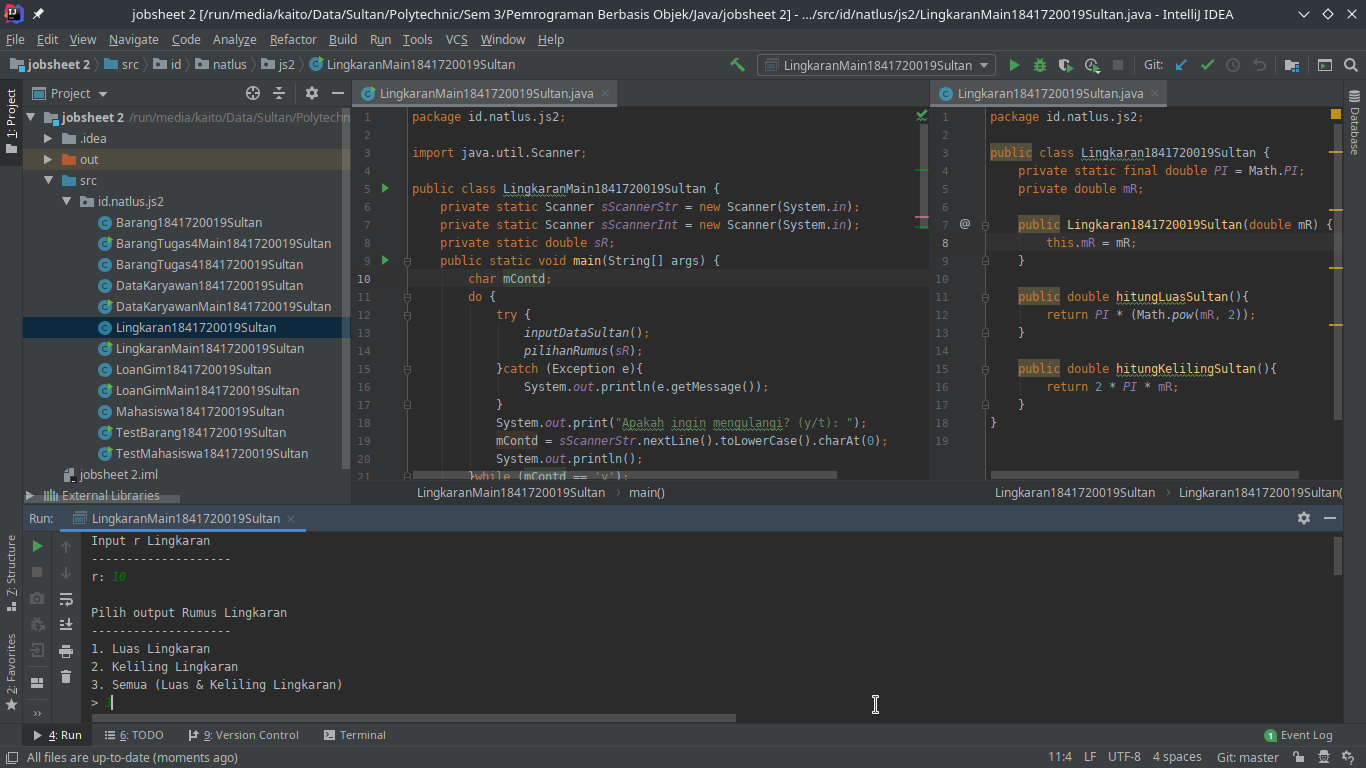 jobsheet 2 [/run/media/kaito/Data/Sultan/Polytechnic/Sem 3/Pemrograman Berbasis Objek/Java/jobsheet 2] - .../src/id/natlus/js2/LingkaranMain1841720019Sultan.java - IntelliJ IDEA
File Edit View Navigate Code Analyze Refactor Build Run Tools VCS Window Help
jobsheet 2 src id natlus js2 LingkaranMain1841720019Sultan
LingkaranMain1841720019Sultan
Git:
1: Project
7: Structure
2: Favorites
Database
Project
jobsheet 2 /run/media/kaito/Data/Sultan/Polytechn
.idea
out
src
id.natlus.js2
Barang1841720019Sultan
BarangTugas4Main1841720019Sultan
BarangTugas41841720019Sultan
DataKaryawan1841720019Sultan
DataKaryawanMain1841720019Sultan
Lingkaran1841720019Sultan
LingkaranMain1841720019Sultan
LoanGim1841720019Sultan
LoanGimMain1841720019Sultan
Mahasiswa1841720019Sultan
TestBarang1841720019Sultan
TestMahasiswa1841720019Sultan
jobsheet 2.iml
External Libraries
LingkaranMain1841720019Sultan.java
1 package id.natlus.js2;
2
3 import java.util.Scanner;
4
5 public class LingkaranMain1841720019Sultan {
6 private static Scanner sScannerStr = new Scanner(System.in);
7 private static Scanner sScannerInt = new Scanner(System.in);
8 private static double sR;
9 public static void main(String[] args) {
10 char mContd;
11 do {
12 try {
13 inputDataSultan();
14 pilihanRumus(sR);
15 }catch (Exception e){
16 System.out.println(e.getMessage());
17 }
18 System.out.print("Apakah ingin mengulangi? (y/t): ");
19 mContd = sScannerStr.nextLine().toLowerCase().charAt(0);
20 System.out.println();
21 }while (mContd == 'y');
LingkaranMain1841720019Sultan main()
Lingkaran1841720019Sultan.java
1 package id.natlus.js2;
2
3 public class Lingkaran1841720019Sultan {
4 private static final double PI = Math.PI;
5 private double mR;
6
7 @ public Lingkaran1841720019Sultan(double mR) {
8 this.mR = mR;
9 }
10
11 public double hitungLuasSultan(){
12 return PI * (Math.pow(mR, 2));
13 }
14
15 public double hitungKelilingSultan(){
16 return 2 * PI * mR;
17 }
18 }
19
Lingkaran1841720019Sultan Lingkaran1841720019Sultan(
Run: LingkaranMain1841720019Sultan
Input r Lingkaran
--------------------
r: 10
Pilih output Rumus Lingkaran
--------------------
1. Luas Lingkaran
2. Keliling Lingkaran
3. Semua (Luas & Keliling Lingkaran)
> 3
4: Run 6: TODO 9: Version Control Terminal 1 Event Log
All files are up-to-date (moments ago) 11:4 LF UTF-8 4 spaces Git: master